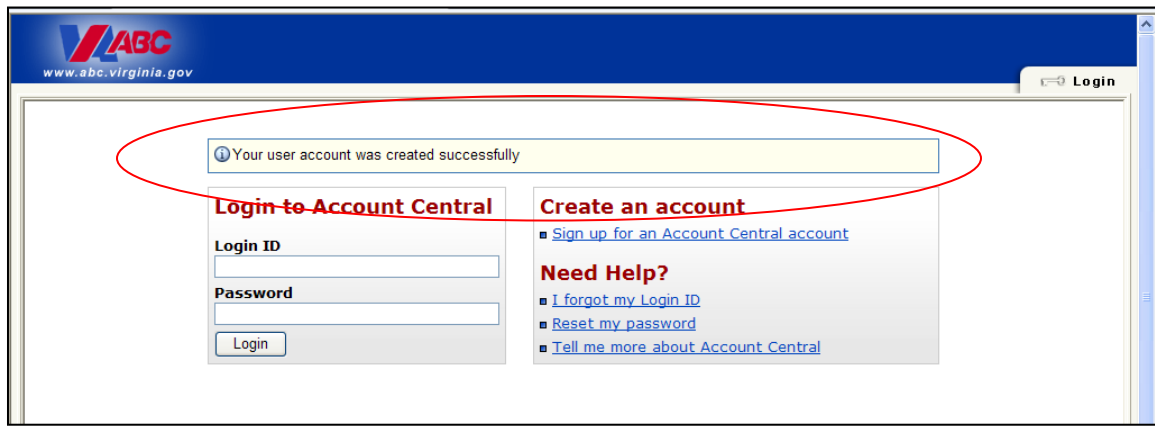 ABC
www.abc.virginia.gov
Login
Your user account was created successfully
Login to Account Central
Login ID
Password
Login
Create an account
Sign up for an Account Central account
Need Help?
I forgot my Login ID
Reset my password
Tell me more about Account Central